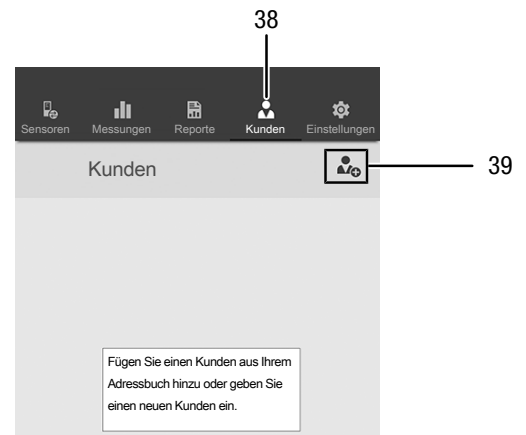 38
Sensoren Messungen Reporte Kunden Einstellungen
Kunden
39
Fügen Sie einen Kunden aus Ihrem
Adressbuch hinzu oder geben Sie
einen neuen Kunden ein.